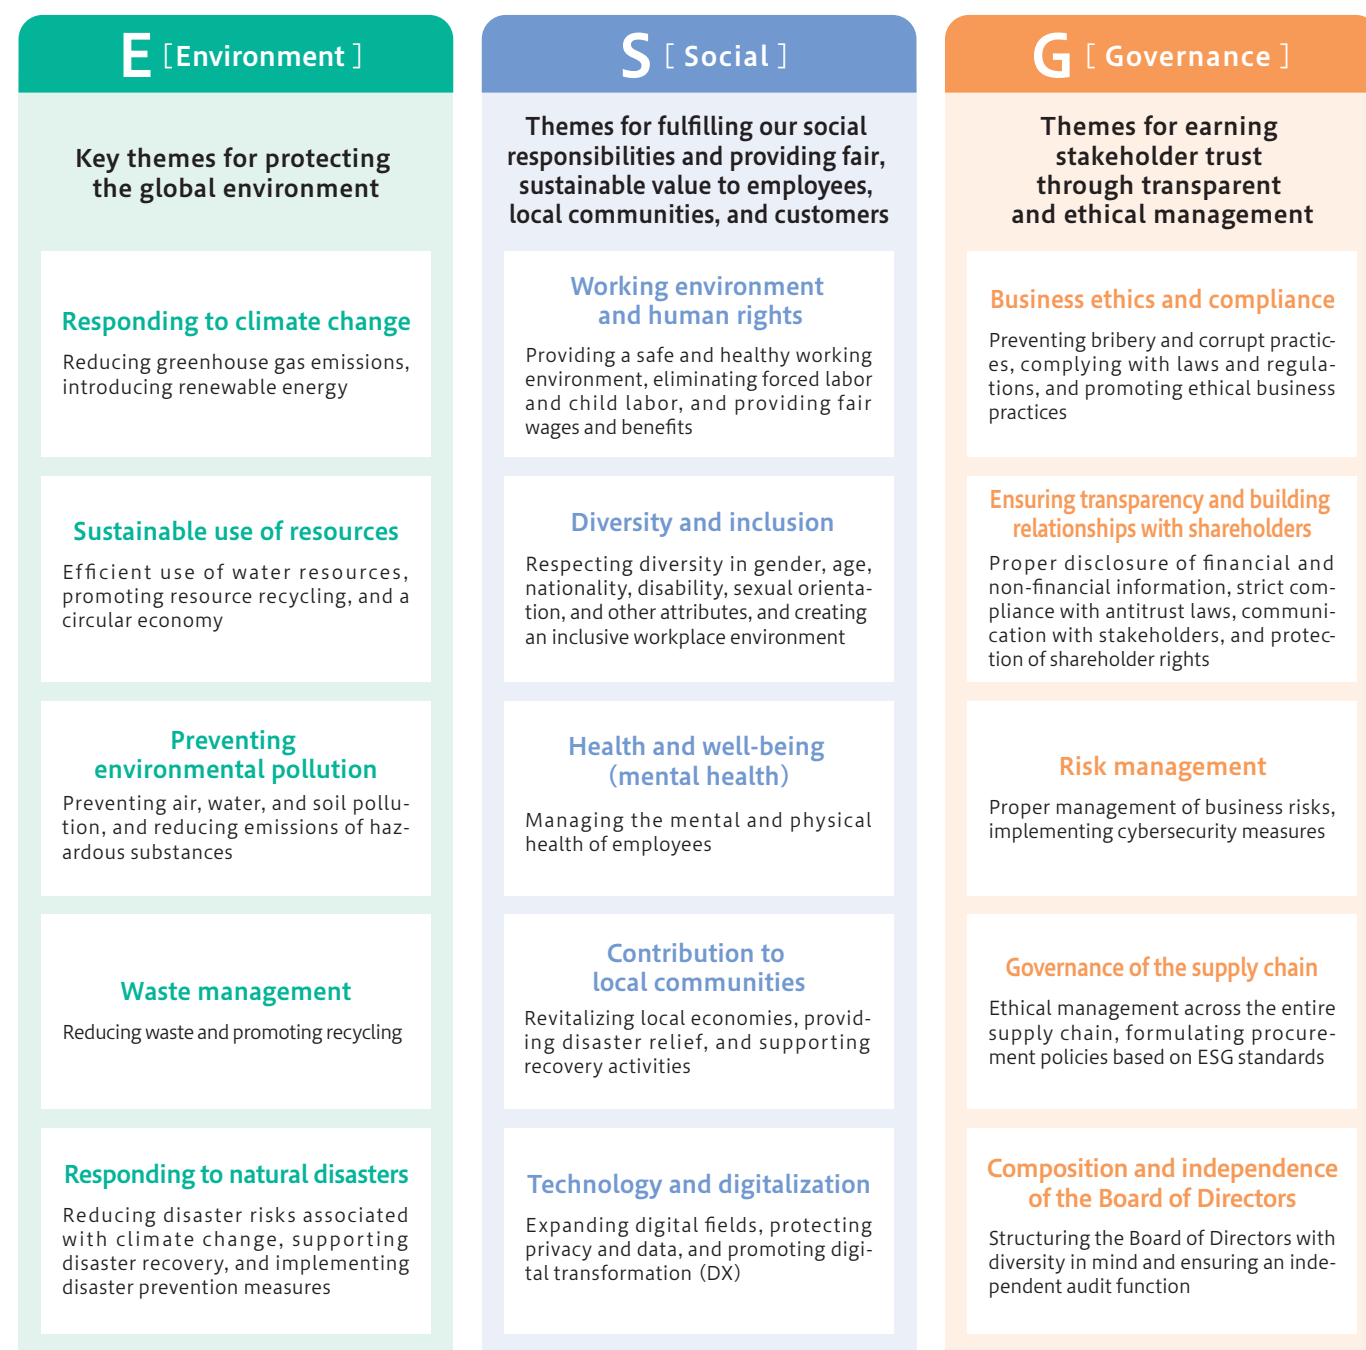 E [Environment]
Key themes for protecting
the global environment
Responding to climate change
Reducing greenhouse gas emissions,
introducing renewable energy
Sustainable use of resources
Efficient use of water resources,
promoting resource recycling, and a
circular economy
Preventing
environmental pollution
Preventing air, water, and soil pollu-
tion, and reducing emissions of haz-
ardous substances
Waste management
Reducing waste and promoting recycling
Responding to natural disasters
Reducing disaster risks associated
with climate change, supporting
disaster recovery, and implementing
disaster prevention measures
S [ Social ]
Themes for fulfilling our social
responsibilities and providing fair,
sustainable value to employees,
local communities, and customers
Working environment
and human rights
Providing a safe and healthy working
environment, eliminating forced labor
and child labor, and providing fair
wages and benefits
Diversity and inclusion
Respecting diversity in gender, age,
nationality, disability, sexual orienta-
tion, and other attributes, and creating
an inclusive workplace environment
Health and well-being
(mental health)
Managing the mental and physical
health of employees
Contribution to
local communities
Revitalizing local economies, provid-
ing disaster relief, and supporting
recovery activities
Technology and digitalization
Expanding digital fields, protecting
privacy and data, and promoting digi-
tal transformation (DX)
G [ Governance ]
Themes for earning
stakeholder trust
through transparent
and ethical management
Business ethics and compliance
Preventing bribery and corrupt practic-
es, complying with laws and regula-
tions, and promoting ethical business
practices
Ensuring transparency and building
relationships with shareholders
Proper disclosure of financial and
non-financial information, strict com-
pliance with antitrust laws, communi-
cation with stakeholders, and protec-
tion of shareholder rights
Risk management
Proper management of business risks,
implementing cybersecurity measures
Governance of the supply chain
Ethical management across the entire
supply chain, formulating procure-
ment policies based on ESG standards
Composition and independence
of the Board of Directors
Structuring the Board of Directors with
diversity in mind and ensuring an inde-
pendent audit function